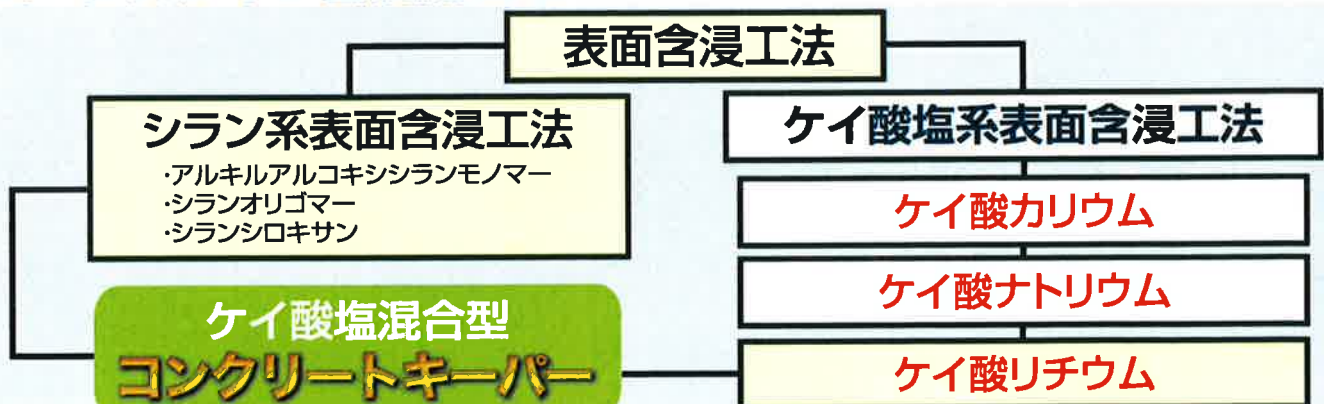 表面含浸工法
シラン系表面含浸工法
・アルキルアルコキシシランモノマー
・シランオリゴマー
・シランシロキサン
ケイ酸塩系表面含浸工法
ケイ酸カリウム
ケイ酸ナトリウム
ケイ酸リチウム
ケイ酸塩混合型
コンクリートキーパー